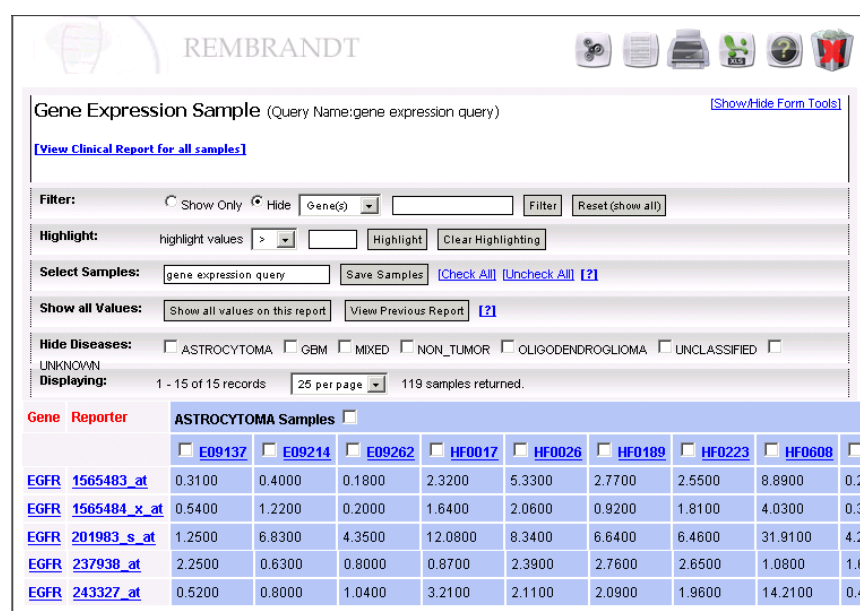 REMBRANDT
XLS
Gene Expression Sample (Query Name:gene expression query)
[Show/Hide Form Tools]
[View Clinical Report for all samples]
Filter: Show Only Hide Gene(s) Filter Reset (show all)
Highlight: highlight values > Highlight Clear Highlighting
Select Samples: gene expression query Save Samples [Check All] [Uncheck All] [?]
Show all Values: Show all values on this report View Previous Report [?]
Hide Diseases: ASTROCYTOMA GBM MIXED NON_TUMOR OLIGODENDROGLIOMA UNCLASSIFIED
UNKNOWN
Displaying: 1 - 15 of 15 records 25 per page 119 samples returned.
Gene Reporter ASTROCYTOMA Samples
E09137 E09214 E09262 HF0017 HF0026 HF0189 HF0223 HF0608
EGFR 1565483_at 0.3100 0.4000 0.1800 2.3200 5.3300 2.7700 2.5500 8.8900
EGFR 1565484_x_at 0.5400 1.2200 0.2000 1.6400 2.0600 0.9200 1.8100 4.0300
EGFR 201983_s_at 1.2500 6.8300 4.3500 12.0800 8.3400 6.6400 6.4600 31.9100
EGFR 237938_at 2.2500 0.6300 0.8000 0.8700 2.3900 2.7600 2.6500 1.0800
EGFR 243327_at 0.5200 0.8000 1.0400 3.2100 2.1100 2.0900 1.9600 14.2100